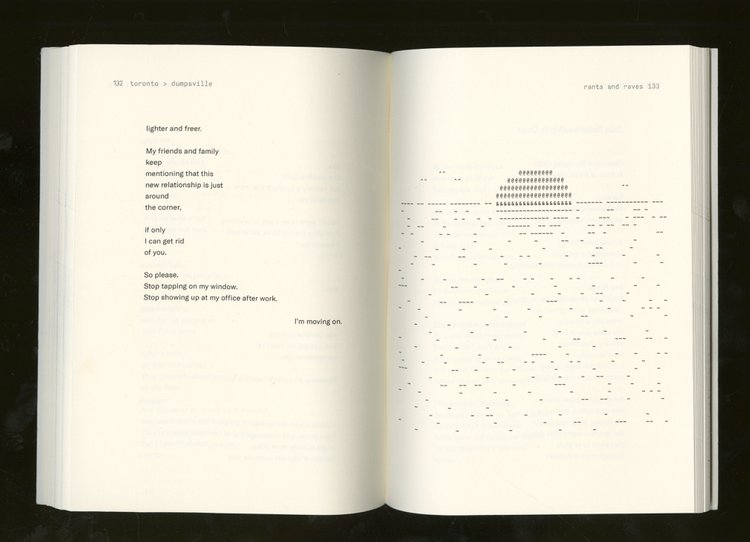 132 toronto > dumpsville
lighter and freer.
My friends and family
keep
mentioning that this
new relationship is just
around
the corner,
if only
I can get rid
of you.
So please.
Stop tapping on my window.
Stop showing up at my office after work.
I'm moving on.
rants and raves 133